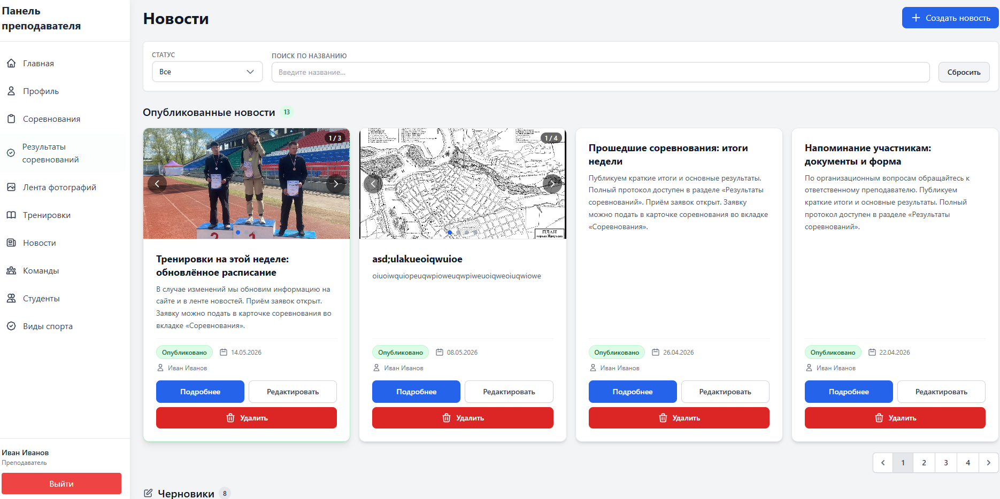 Панель
преподавателя
Главная
Профиль
Соревнования
Результаты
соревнований
Лента фотографий
Тренировки
Новости
Команды
Студенты
Виды спорта
Иван Иванов
Преподаватель
Выйти
Новости
Создать новость
СТАТУС
Все
ПОИСК ПО НАЗВАНИЮ
Введите название...
Сбросить
Опубликованные новости 13
1 / 3
2 1
Тренировки на этой неделе:
обновлённое расписание
В случае изменений мы обновим информацию на
сайте и в ленте новостей. Приём заявок открыт.
Заявку можно подать в карточке соревнования во
вкладке «Соревнования».
Опубликовано 14.05.2026
Иван Иванов
Подробнее Редактировать
Удалить
1 / 4
ПЛАН
города Иркутска
asd;ulakueoiqwuioe
oiuoiwquiopeuqwpioweuqwpiweuoiqweoiuqwiowe
Опубликовано 08.05.2026
Иван Иванов
Подробнее Редактировать
Удалить
Прошедшие соревнования: итоги
недели
Публикуем краткие итоги и основные результаты.
Полный протокол доступен в разделе «Результаты
соревнований». Приём заявок открыт. Заявку
можно подать в карточке соревнования во вкладке
«Соревнования».
Опубликовано 26.04.2026
Иван Иванов
Подробнее Редактировать
Удалить
Напоминание участникам:
документы и форма
По организационным вопросам обращайтесь к
ответственному преподавателю. Публикуем
краткие итоги и основные результаты. Полный
протокол доступен в разделе «Результаты
соревнований».
Опубликовано 22.04.2026
Иван Иванов
Подробнее Редактировать
Удалить
1 2 3 4
Черновики 8